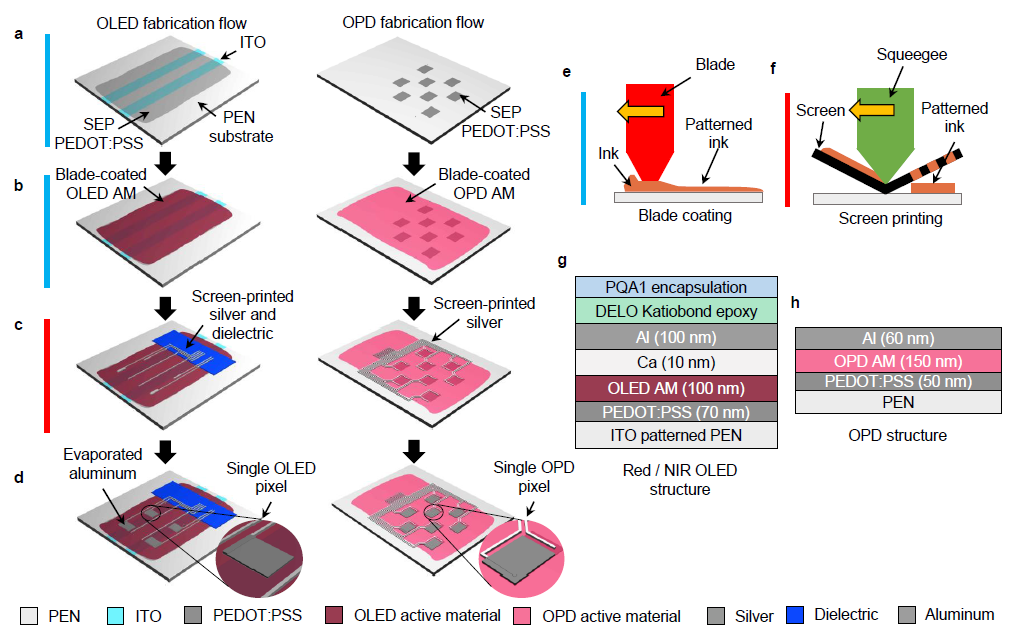 OLED fabrication flow
OPD fabrication flow
a
ITO
SEP
PEDOT:PSS
PEN
substrate
SEP
PEDOT:PSS
b
Blade-coated
OLED AM
Blade-coated
OPD AM
c
Screen-printed
silver and
dielectric
Screen-printed
silver
d
Evaporated
aluminum
Single OLED
pixel
Single OPD
pixel
e
Blade
Patterned
ink
Ink
Blade coating
f
Squeegee
Screen
Patterned
ink
Screen printing
g
PQA1 encapsulation
DELO Katiobond epoxy
Al (100 nm)
Ca (10 nm)
OLED AM (100 nm)
PEDOT:PSS (70 nm)
ITO patterned PEN
Red / NIR OLED
structure
h
Al (60 nm)
OPD AM (150 nm)
PEDOT:PSS (50 nm)
PEN
OPD structure
PEN
ITO
PEDOT:PSS
OLED active material
OPD active material
Silver
Dielectric
Aluminum